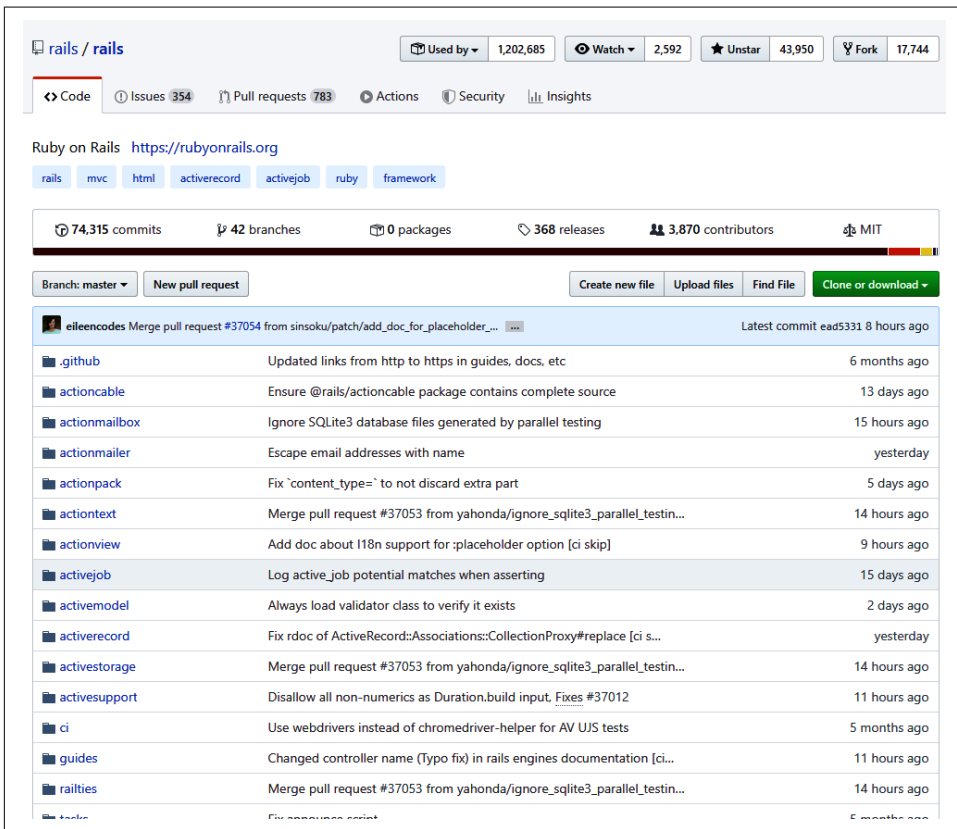 rails / rails Used by 1,202,685 Watch 2,592 Unstar 43,950 Fork 17,744
Code Issues 354 Pull requests 783 Actions Security Insights
Ruby on Rails https://rubyonrails.org
rails mvc html activerecord activejob ruby framework
74,315 commits 42 branches 0 packages 368 releases 3,870 contributors MIT
Branch: master New pull request Create new file Upload files Find File Clone or download
eileencodes Merge pull request #37054 from sinsoku/patch/add_doc_for_placeholder_... ... Latest commit ead5331 8 hours ago
.github Updated links from http to https in guides, docs, etc 6 months ago
actioncable Ensure @rails/actioncable package contains complete source 13 days ago
actionmailbox Ignore SQLite3 database files generated by parallel testing 15 hours ago
actionmailer Escape email addresses with name yesterday
actionpack Fix `content_type=` to not discard extra part 5 days ago
actiontext Merge pull request #37053 from yahonda/ignore_sqlite3_parallel_testin... 14 hours ago
actionview Add doc about I18n support for :placeholder option [ci skip] 9 hours ago
activejob Log active_job potential matches when asserting 15 days ago
activemodel Always load validator class to verify it exists 2 days ago
activerecord Fix rdoc of ActiveRecord::Associations::CollectionProxy#replace [ci s... yesterday
activestorage Merge pull request #37053 from yahonda/ignore_sqlite3_parallel_testin... 14 hours ago
activesupport Disallow all non-numerics as Duration.build input, Fixes #37012 11 hours ago
ci Use webdrivers instead of chromedriver-helper for AV UJS tests 5 months ago
guides Changed controller name (Typo fix) in rails engines documentation [ci... 11 hours ago
railties Merge pull request #37053 from yahonda/ignore_sqlite3_parallel_testin... 14 hours ago
tasks Fix announce script 5 months ago